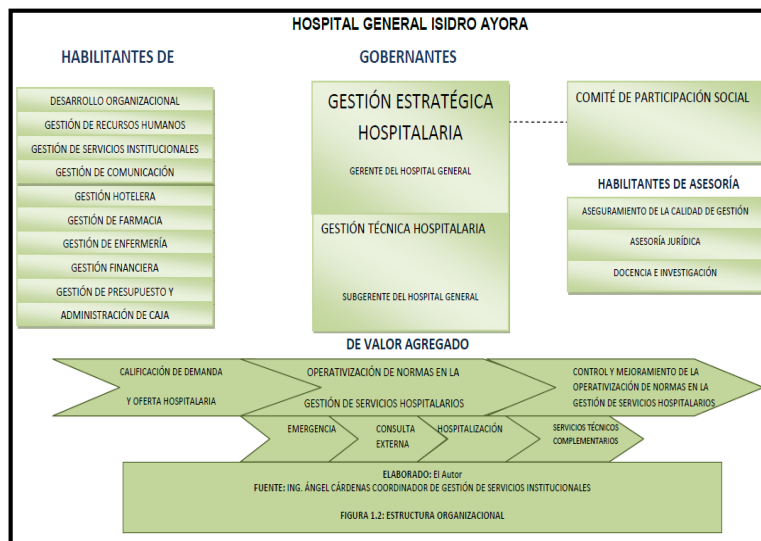 HOSPITAL GENERAL ISIDRO AYORA
HABILITANTES DE
DESARROLLO ORGANIZACIONAL
GESTIÓN DE RECURSOS HUMANOS
GESTIÓN DE SERVICIOS INSTITUCIONALES
GESTIÓN DE COMUNICACIÓN
GESTIÓN HOTELERA
GESTIÓN DE FARMACIA
GESTIÓN DE ENFERMERÍA
GESTIÓN FINANCIERA
GESTIÓN DE PRESUPUESTO Y
ADMINISTRACIÓN DE CAJA
GOBERNANTES
GESTIÓN ESTRATÉGICA
HOSPITALARIA
GERENTE DEL HOSPITAL GENERAL
GESTIÓN TÉCNICA HOSPITALARIA
SUBGERENTE DEL HOSPITAL GENERAL
COMITÉ DE PARTICIPACIÓN SOCIAL
HABILITANTES DE ASESORÍA
ASEGURAMIENTO DE LA CALIDAD DE GESTIÓN
ASESORÍA JURÍDICA
DOCENCIA E INVESTIGACIÓN
DE VALOR AGREGADO
CALIFICACIÓN DE DEMANDA
Y OFERTA HOSPITALARIA
OPERATIVIZACIÓN DE NORMAS EN LA
GESTIÓN DE SERVICIOS HOSPITALARIOS
CONTROL Y MEJORAMIENTO DE LA
OPERATIVIZACIÓN DE NORMAS EN LA
GESTIÓN DE SERVICIOS HOSPITALARIOS
EMERGENCIA
CONSULTA
EXTERNA
HOSPITALIZACIÓN
SERVICIOS TÉCNICOS
COMPLEMENTARIOS
ELABORADO: El Autor
FUENTE: ING. ÁNGEL CÁRDENAS COORDINADOR DE GESTIÓN DE SERVICIOS INSTITUCIONALES
FIGURA 1.2: ESTRUCTURA ORGANIZACIONAL